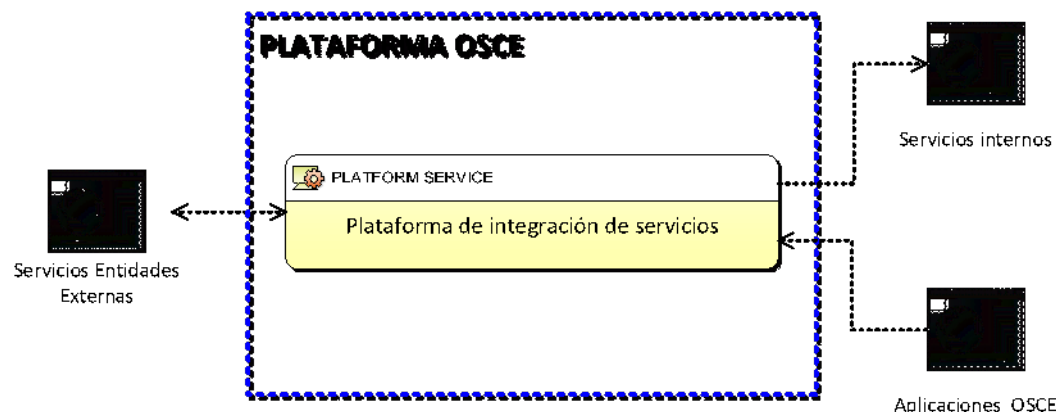 PLATAFORMA OSCE
Servicios internos
PLATFORM SERVICE
Plataforma de integración de servicios
Servicios Entidades
Externas
Aplicaciones OSCE